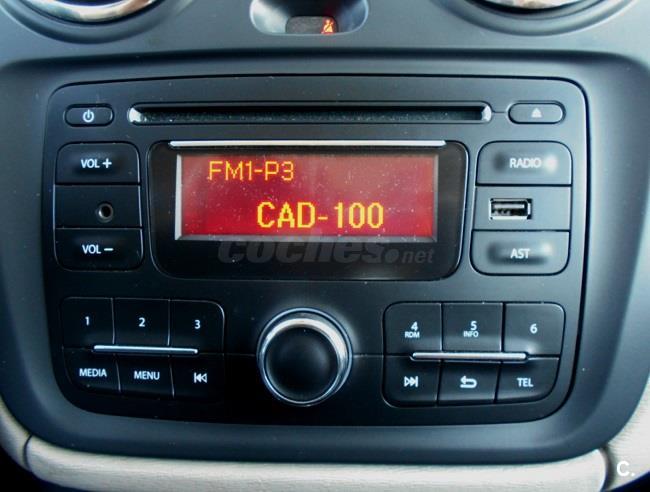 VOL +
RADIO
FM1-P3
CAD-100
VOL –
AST
coches.net
1 2 3
4 RDM 5 INFO 6
MEDIA MENU
TEL
C.